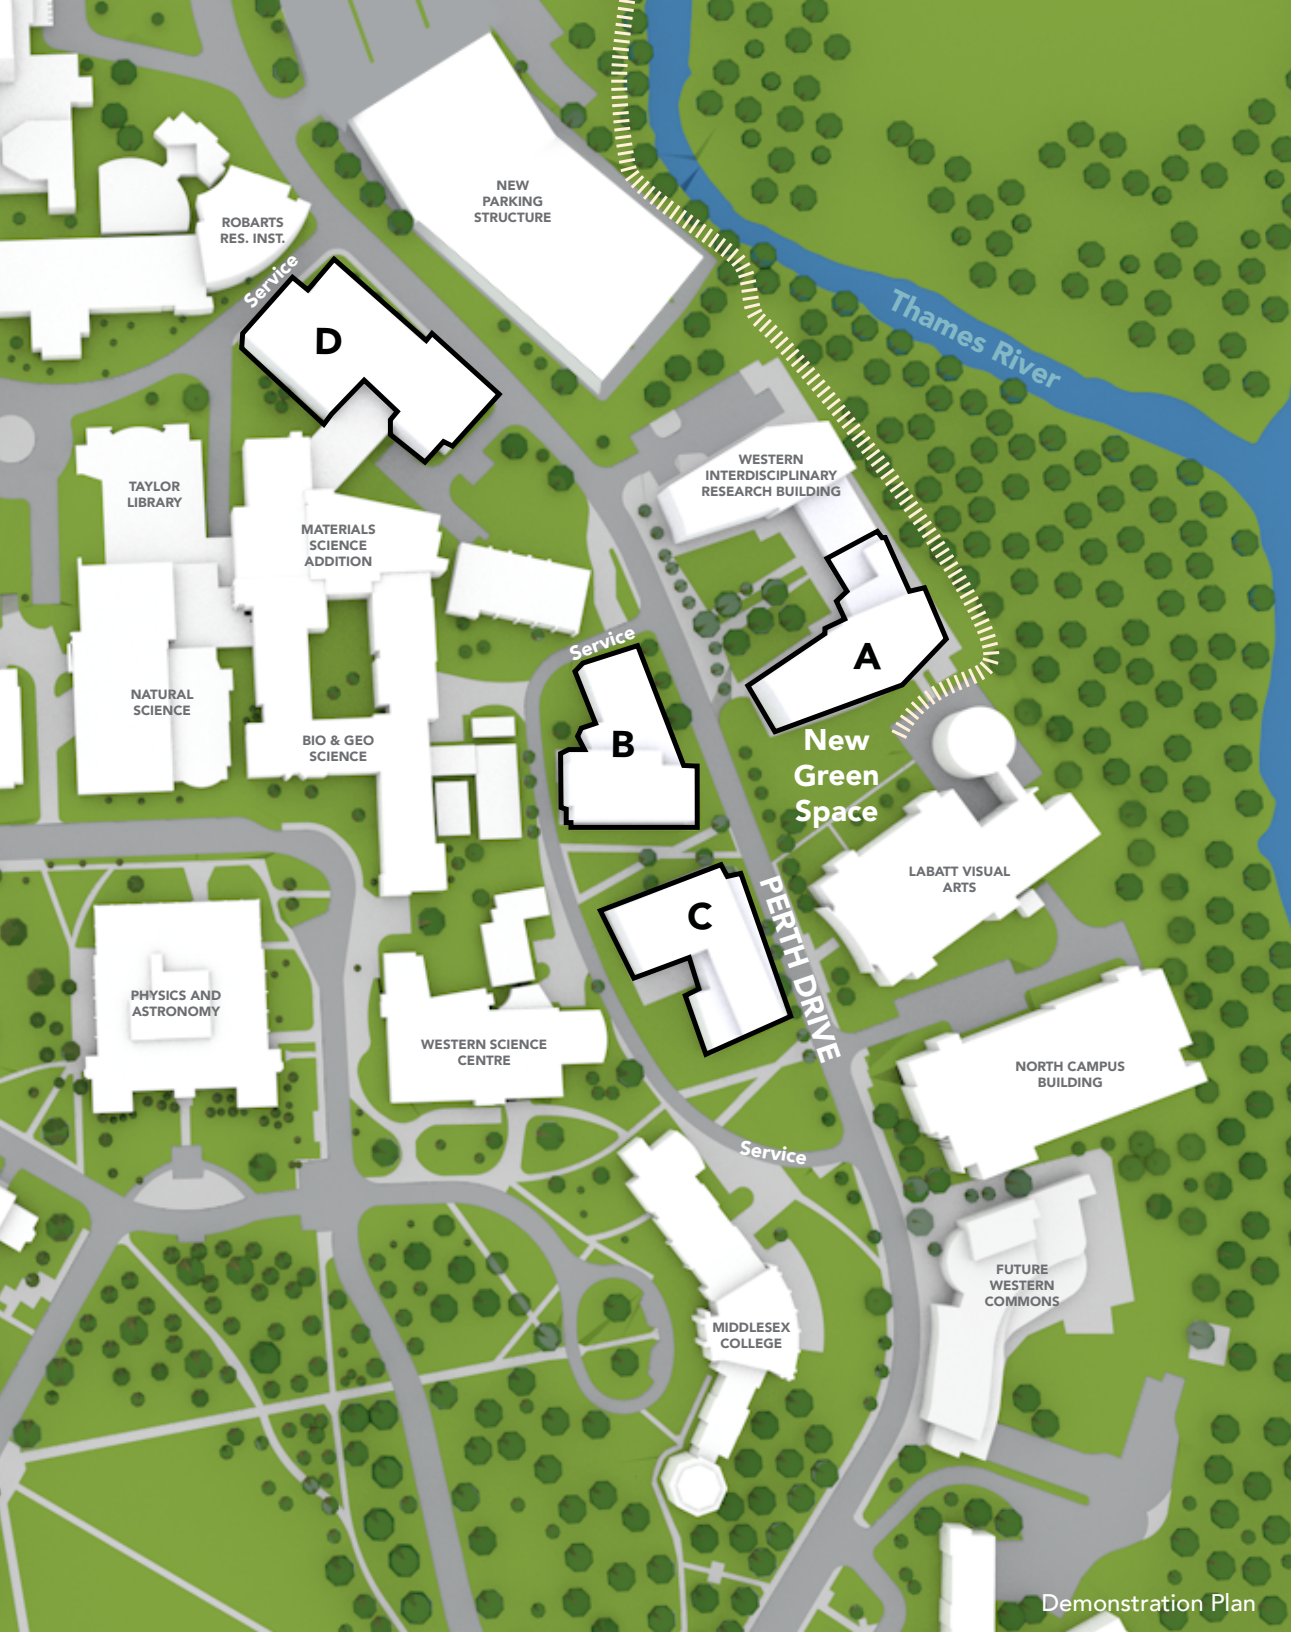 NEW
PARKING
STRUCTURE
ROBARTS
RES. INST.
Service
D
Thames River
WESTERN
INTERDISCIPLINARY
RESEARCH BUILDING
TAYLOR
LIBRARY
MATERIALS
SCIENCE
ADDITION
Service
A
NATURAL
SCIENCE
BIO & GEO
SCIENCE
B
New
Green
Space
LABATT VISUAL
ARTS
C
PERTH DRIVE
PHYSICS AND
ASTRONOMY
WESTERN SCIENCE
CENTRE
NORTH CAMPUS
BUILDING
Service
FUTURE
WESTERN
COMMONS
MIDDLESEX
COLLEGE
Demonstration Plan